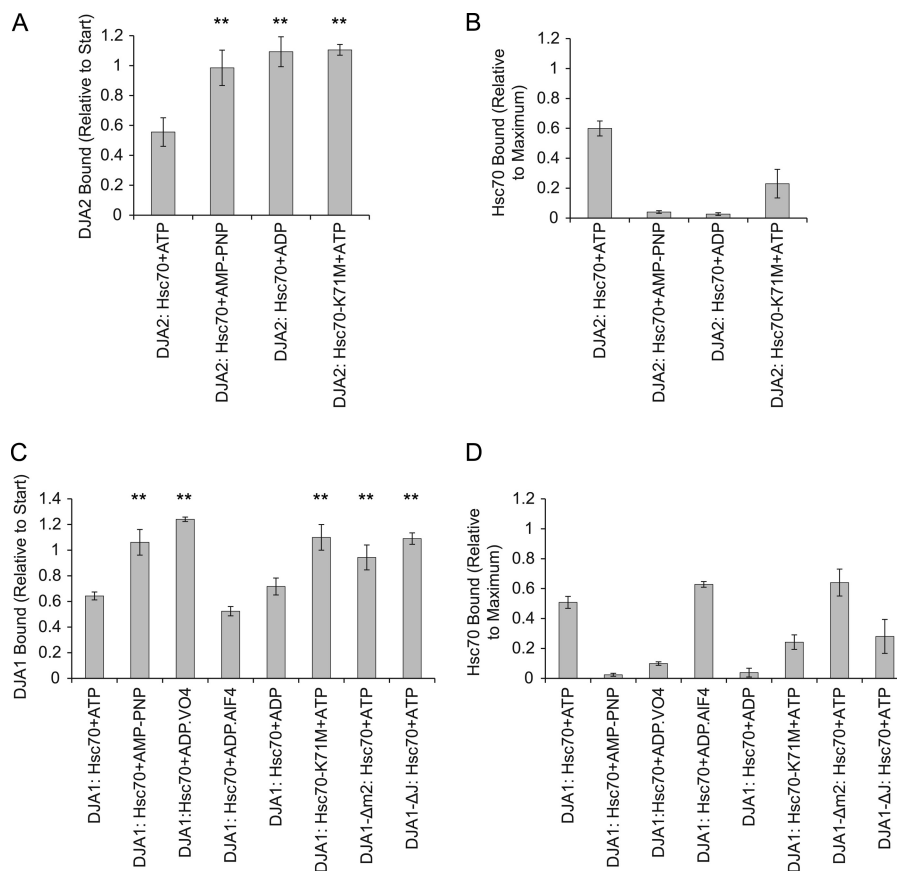 A
DJA2 Bound (Relative to Start)
1.2
1
0.8
0.6
0.4
0.2
0
** ** **
DJA2: Hsc70+ATP
DJA2: Hsc70+AMP-PNP
DJA2: Hsc70+ADP
DJA2: Hsc70-K71M+ATP
B
Hsc70 Bound (Relative
to Maximum)
1.2
1
0.8
0.6
0.4
0.2
0
DJA2: Hsc70+ATP
DJA2: Hsc70+AMP-PNP
DJA2: Hsc70+ADP
DJA2: Hsc70-K71M+ATP
C
DJA1 Bound (Relative to Start)
1.4
1.2
1
0.8
0.6
0.4
0.2
0
** ** ** ** **
DJA1: Hsc70+ATP
DJA1: Hsc70+AMP-PNP
DJA1:Hsc70+ADP.VO4
DJA1: Hsc70+ADP.AlF4
DJA1: Hsc70+ADP
DJA1: Hsc70-K71M+ATP
DJA1-Δm2: Hsc70+ATP
DJA1-ΔJ: Hsc70+ATP
D
Hsc70 Bound (Relative
to Maximum)
1.2
1
0.8
0.6
0.4
0.2
0
DJA1: Hsc70+ATP
DJA1: Hsc70+AMP-PNP
DJA1:Hsc70+ADP.VO4
DJA1: Hsc70+ADP.AlF4
DJA1: Hsc70+ADP
DJA1: Hsc70-K71M+ATP
DJA1-Δm2: Hsc70+ATP
DJA1-ΔJ: Hsc70+ATP